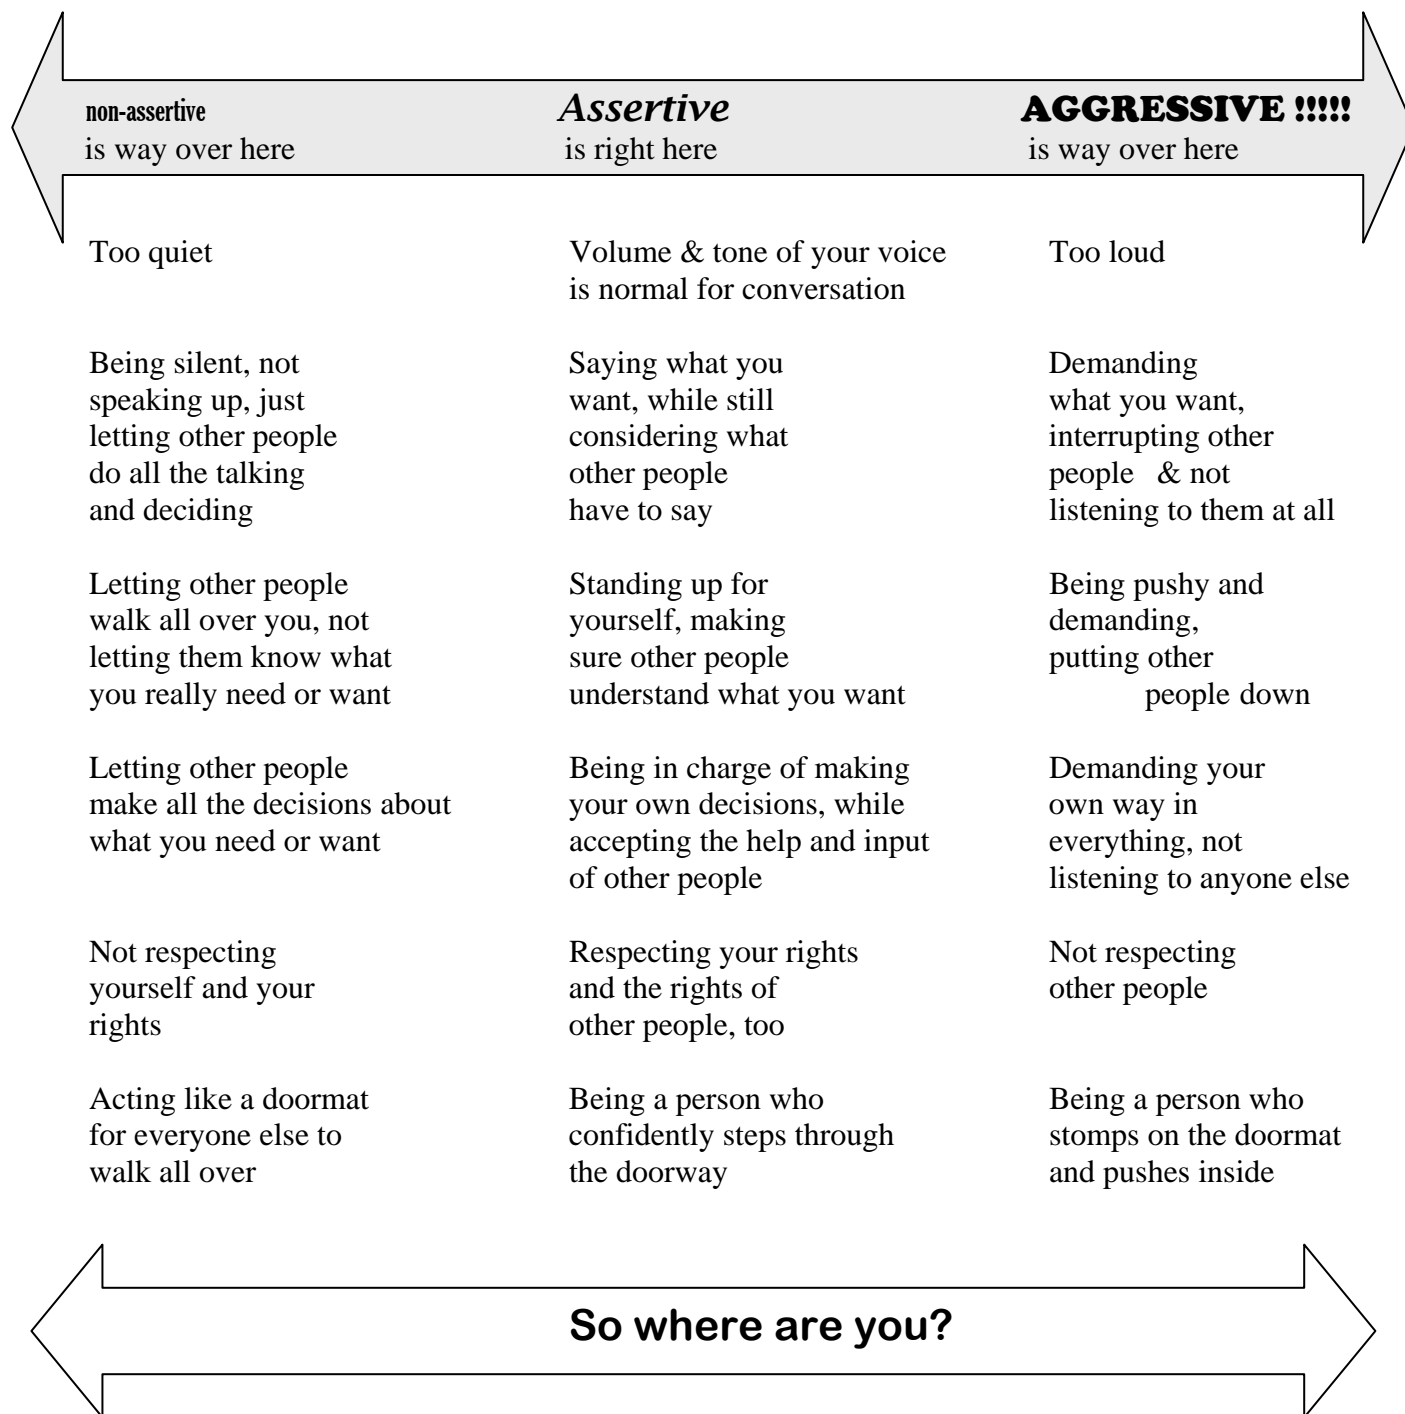 non-assertive
is way over here
Assertive
is right here
AGGRESSIVE !!!!!
is way over here
Too quiet
Volume & tone of your voice
is normal for conversation
Too loud
Being silent, not
speaking up, just
letting other people
do all the talking
and deciding
Saying what you
want, while still
considering what
other people
have to say
Demanding
what you want,
interrupting other
people & not
listening to them at all
Letting other people
walk all over you, not
letting them know what
you really need or want
Standing up for
yourself, making
sure other people
understand what you want
Being pushy and
demanding,
putting other
people down
Letting other people
make all the decisions about
what you need or want
Being in charge of making
your own decisions, while
accepting the help and input
of other people
Demanding your
own way in
everything, not
listening to anyone else
Not respecting
yourself and your
rights
Respecting your rights
and the rights of
other people, too
Not respecting
other people
Acting like a doormat
for everyone else to
walk all over
Being a person who
confidently steps through
the doorway
Being a person who
stomps on the doormat
and pushes inside
So where are you?